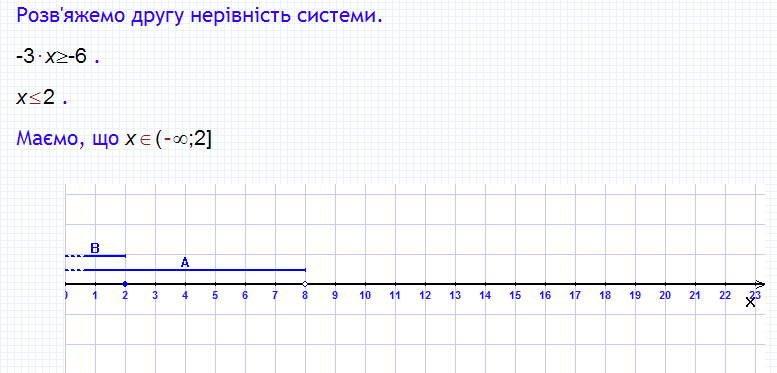 Розв'яжемо другу нерівність системи.
-3·x≥-6 .
x≤2 .
Маємо, що x∈(-∞;2]
B
A
0 1 2 3 4 5 6 7 8 9 10 11 12 13 14 15 16 17 18 19 20 21 22 23
X